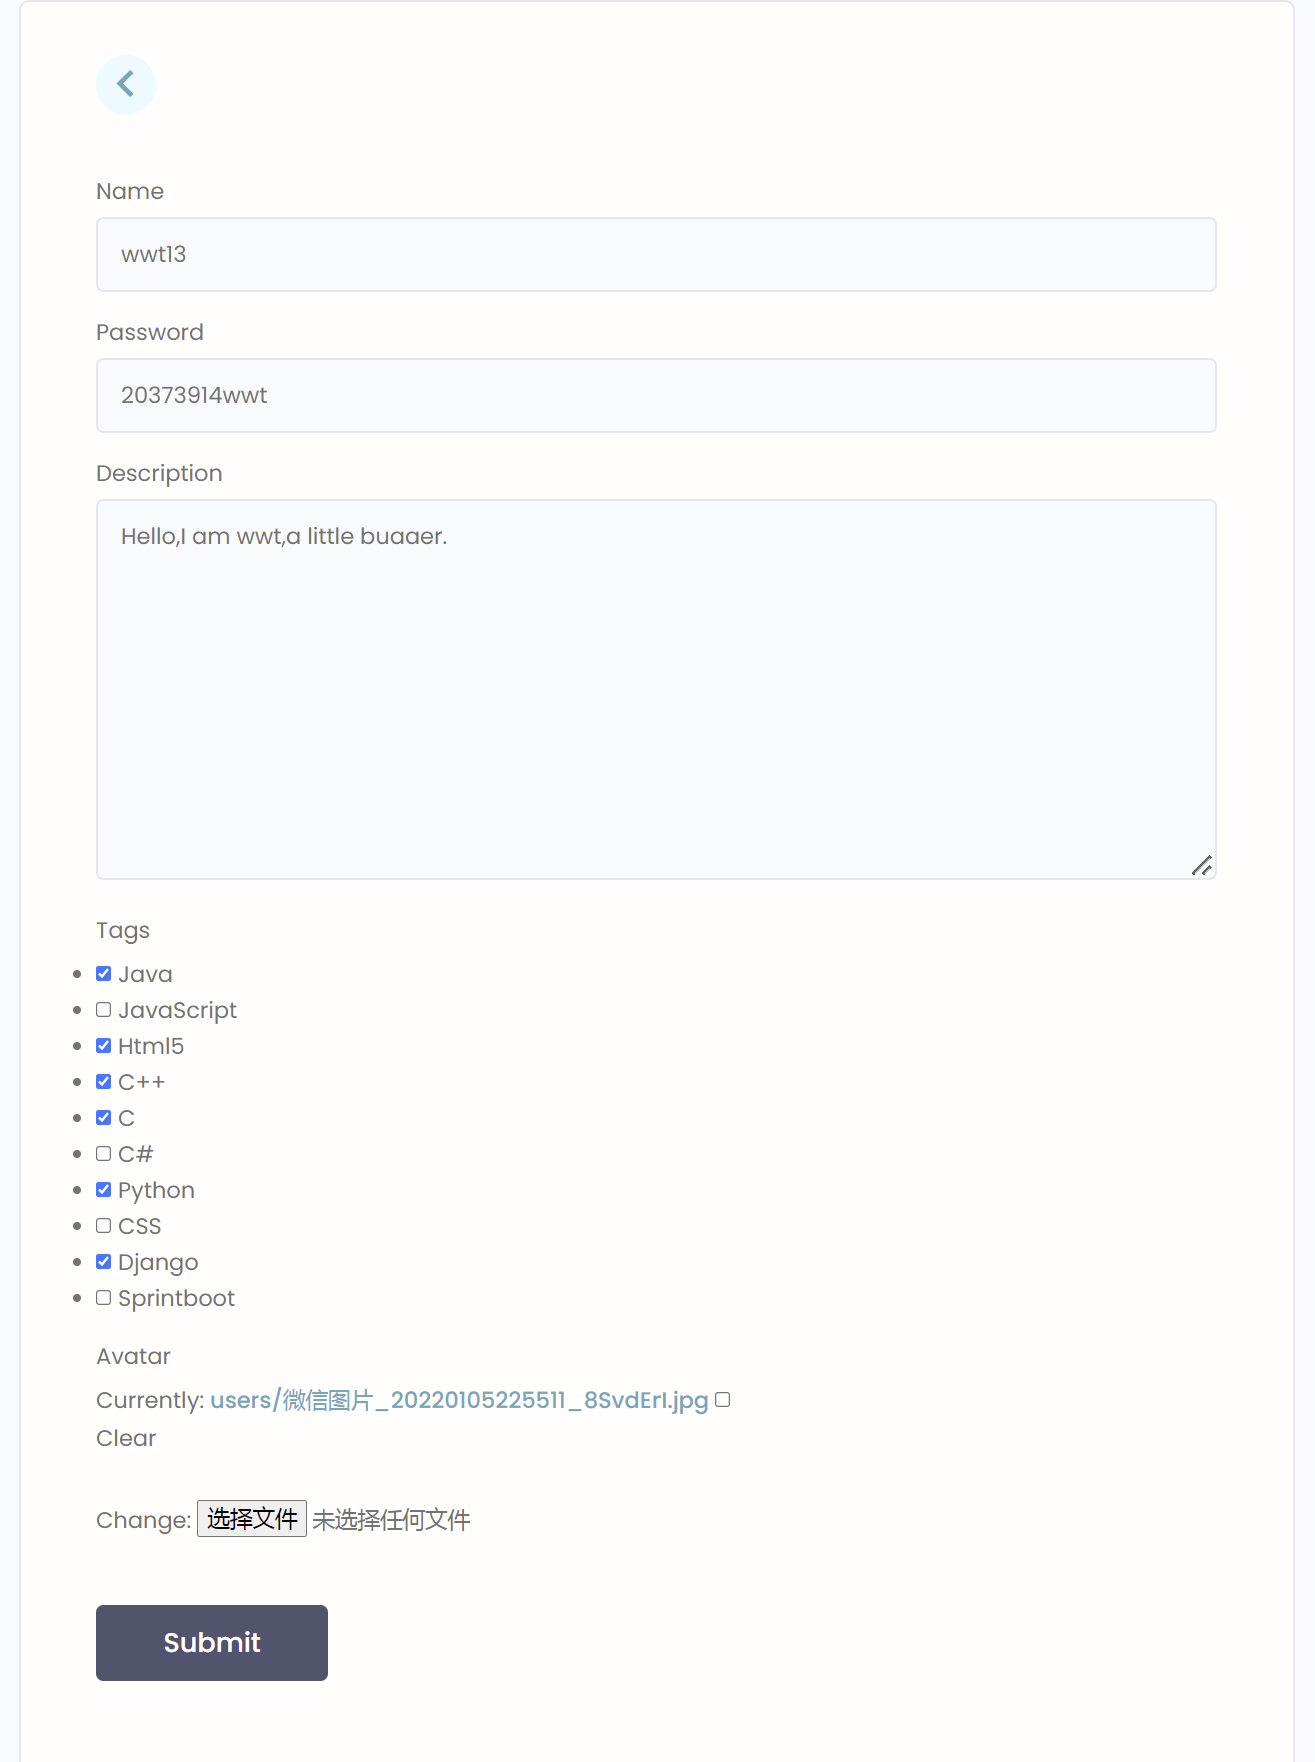 Name
wwt13
Password
20373914wwt
Description
Hello,I am wwt,a little buaaer.
Tags
Java
JavaScript
Html5
C++
C
C#
Python
CSS
Django
Sprintboot
Avatar
Currently: users/微信图片_20220105225511_8SvdErI.jpg
Clear
Change: 选择文件 未选择任何文件
Submit